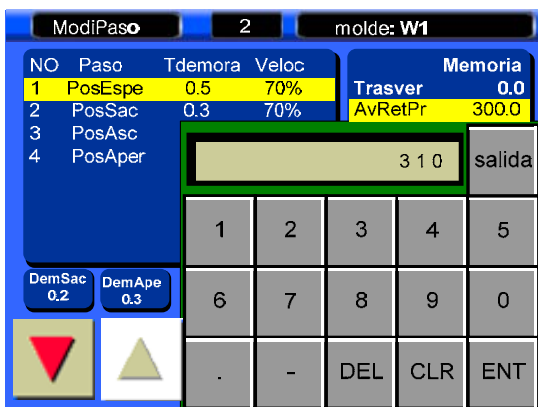 ModiPaso 2 molde: W1
NO Paso Tdemora Veloc
1 PosEspe 0.5 70%
2 PosSac 0.3 70%
3 PosAsc
4 PosAper
Memoria
Trasver 0.0
AvRetPr 300.0
310 salida
1 2 3 4 5
6 7 8 9 0
. - DEL CLR ENT
DemSac
0.2
DemApe
0.3